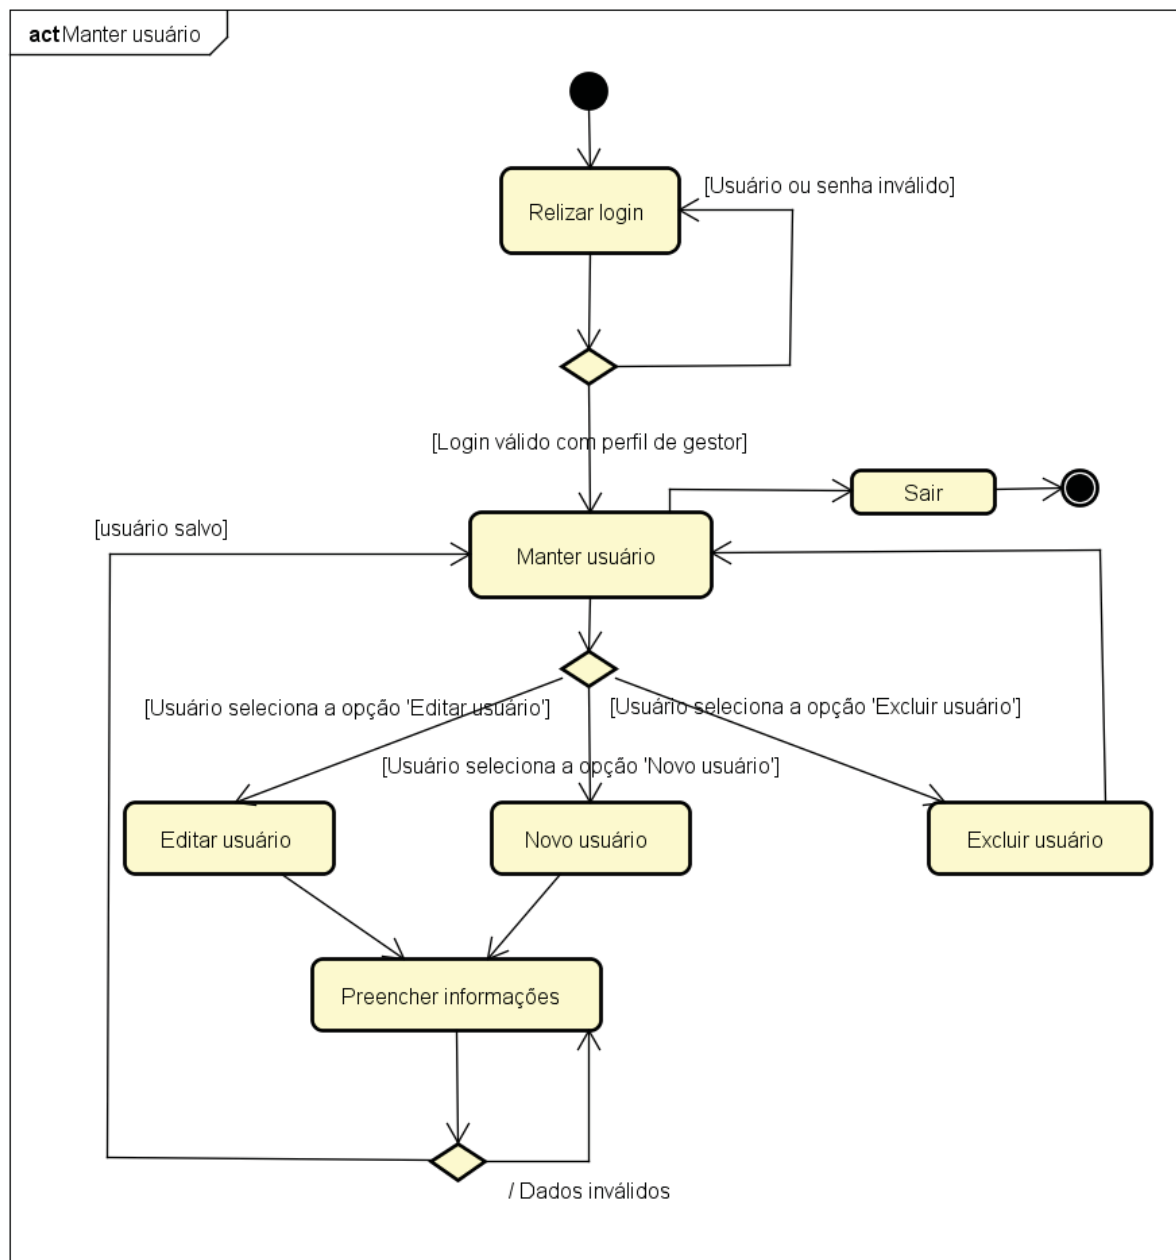 act Manter usuário
[Usuário ou senha inválido]
Relizar login
[Login válido com perfil de gestor]
Sair
[usuário salvo]
Manter usuário
[Usuário seleciona a opção 'Editar usuário']
[Usuário seleciona a opção 'Excluir usuário']
[Usuário seleciona a opção 'Novo usuário']
Editar usuário
Novo usuário
Excluir usuário
Preencher informações
/ Dados inválidos